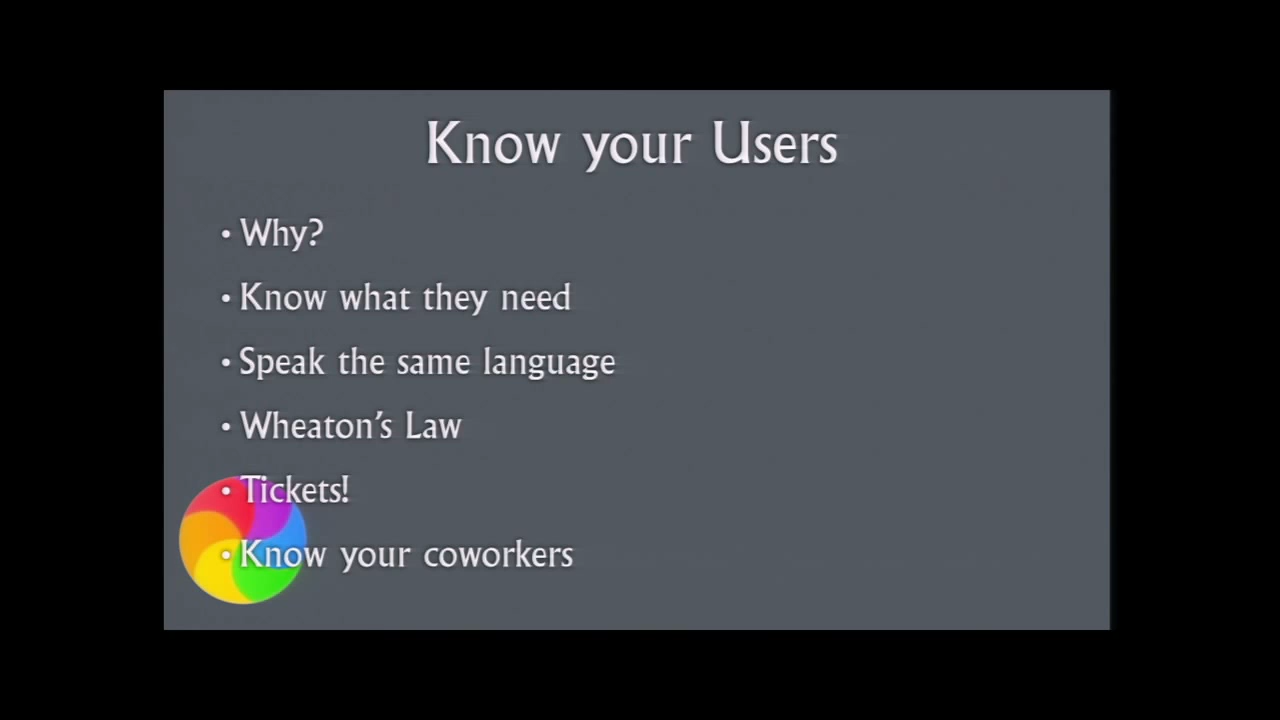 Know your Users
• Why?
• Know what they need
• Speak the same language
• Wheaton's Law
• Tickets!
• Know your coworkers